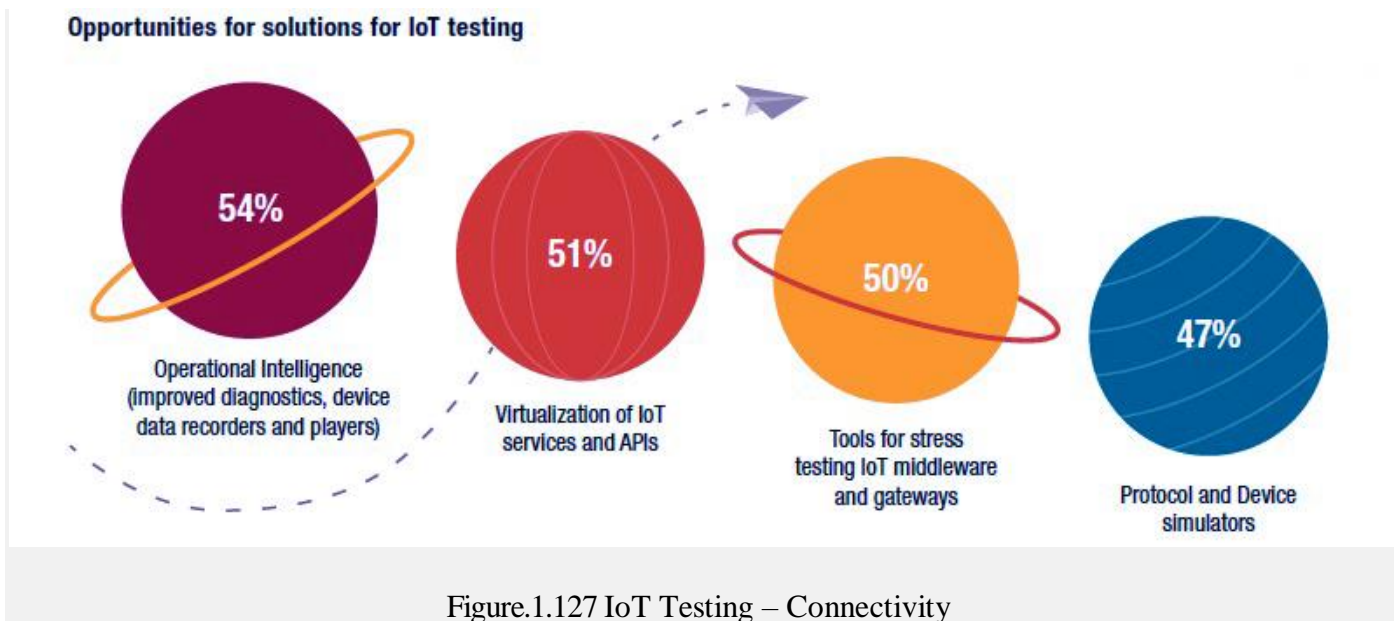 Opportunities for solutions for IoT testing
54%
Operational Intelligence
(improved diagnostics, device
data recorders and players)
51%
Virtualization of IoT
services and APIs
50%
Tools for stress
testing IoT middleware
and gateways
47%
Protocol and Device
simulators
Figure.1.127 IoT Testing – Connectivity